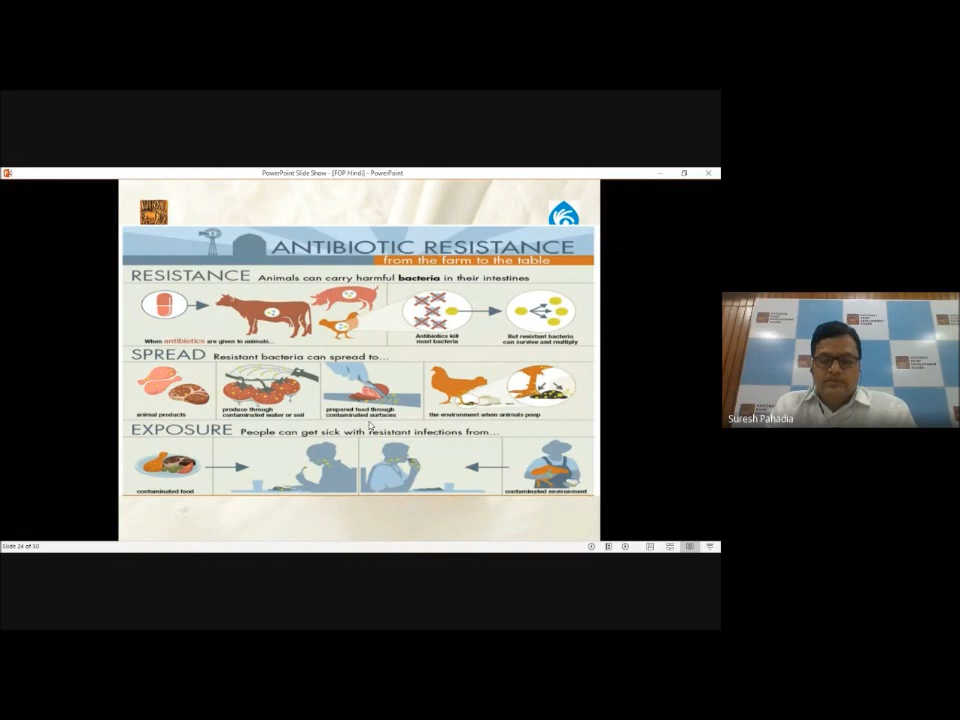 PowerPoint Slide Show - [FOP Hindi] - PowerPoint
ANTIBIOTIC RESISTANCE
from the farm to the table
RESISTANCE Animals can carry harmful bacteria in their intestines
When antibiotics are given to animals...
Antibiotics kill
most bacteria
But resistant bacteria
can survive and multiply
SPREAD Resistant bacteria can spread to...
animal products
produce through
contaminated water or soil
prepared food through
contaminated surfaces
the environment when animals poop
EXPOSURE People can get sick with resistant infections from...
contaminated food
contaminated environment
Slide 24 of 50
Suresh Pahadia